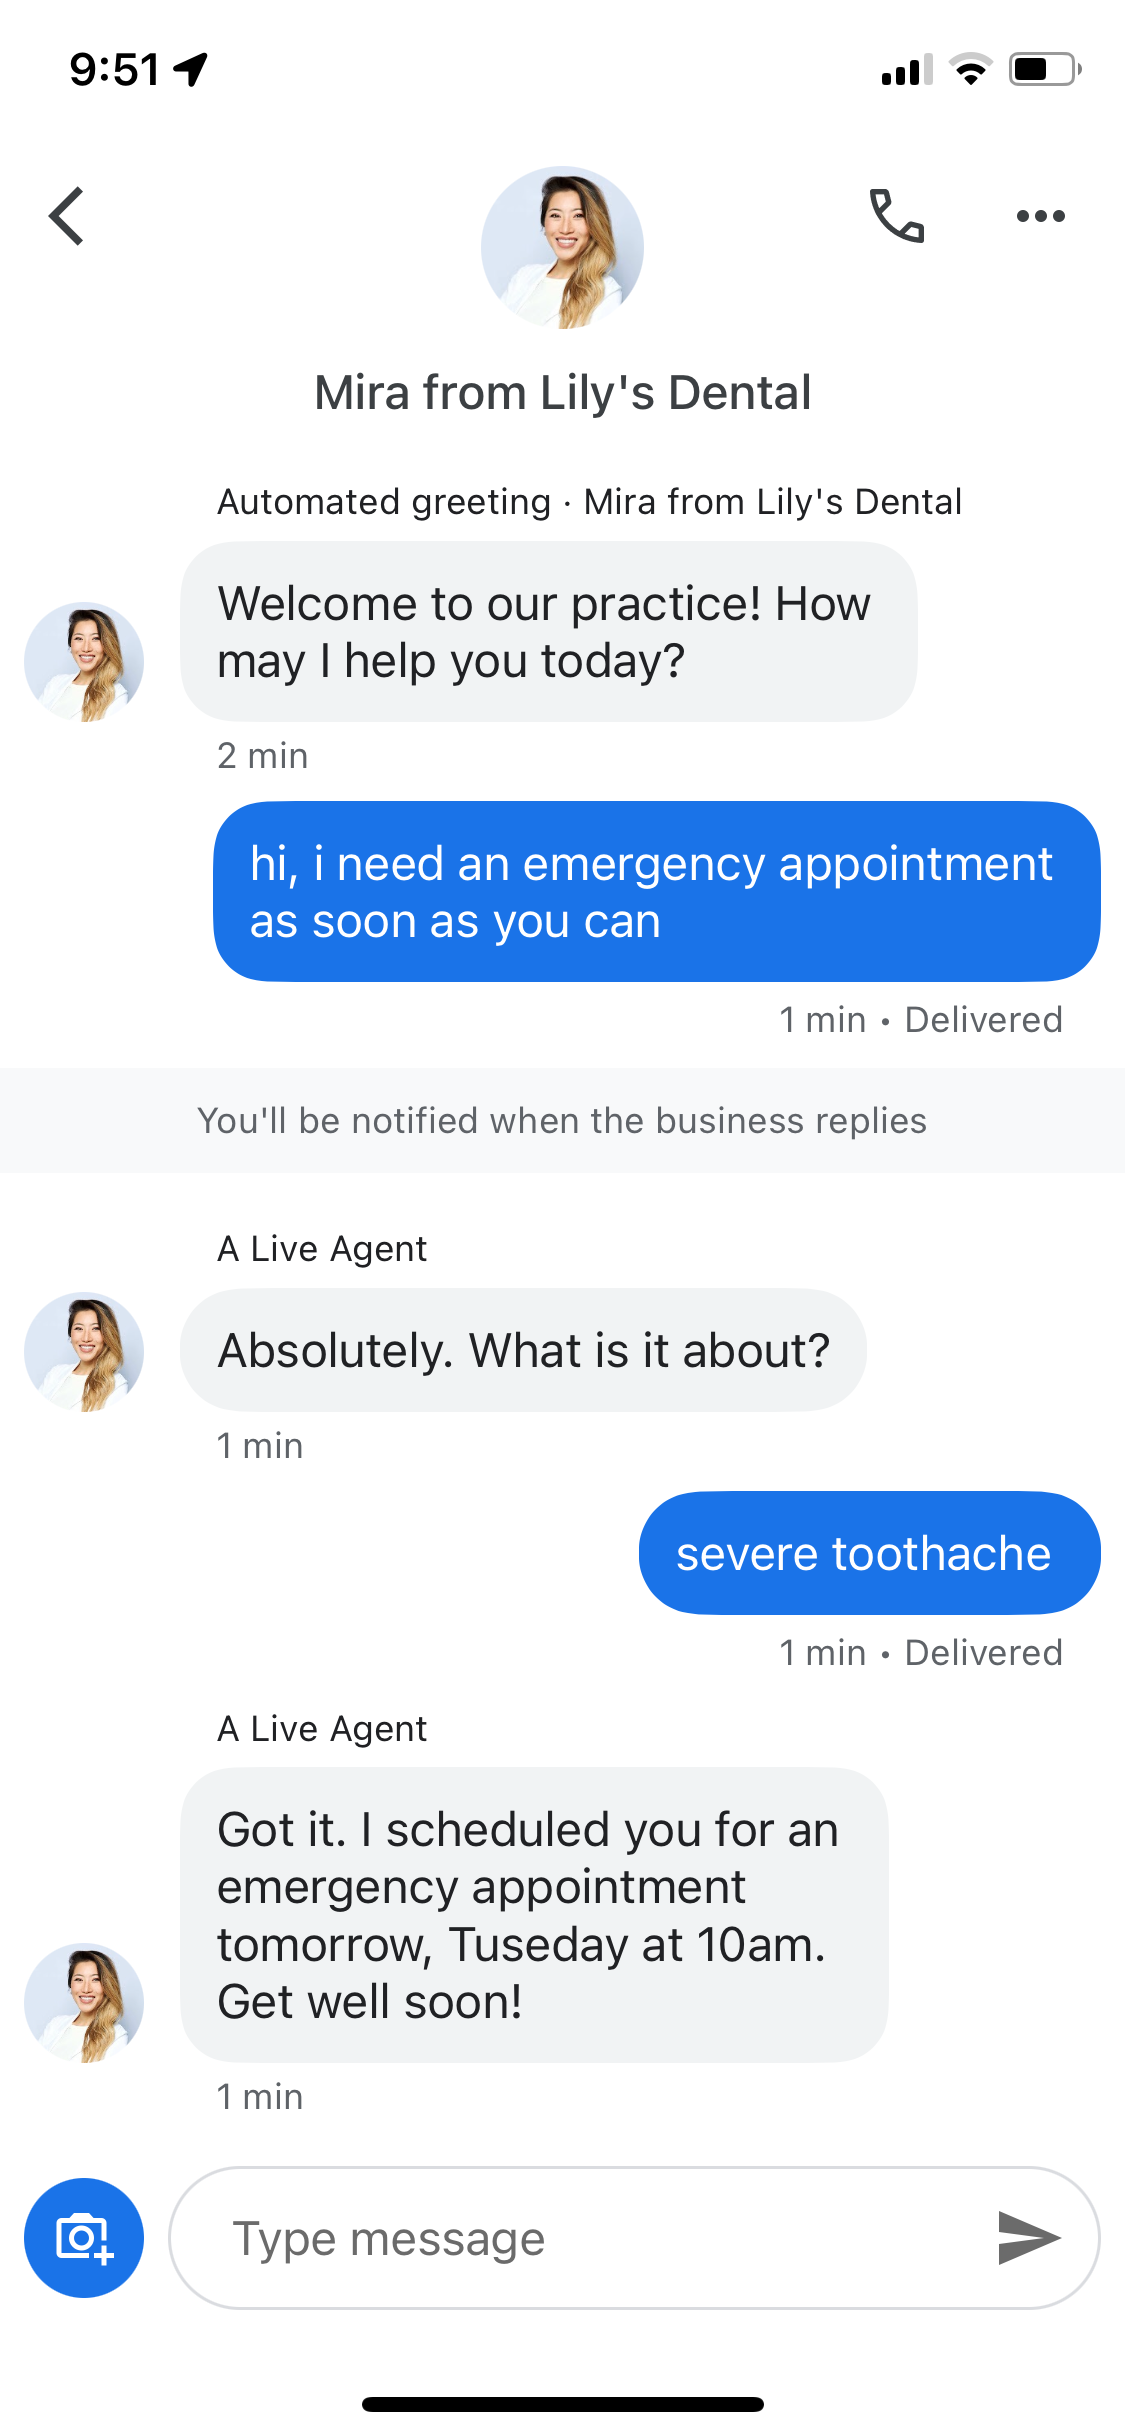 9:51
Mira from Lily's Dental
Automated greeting · Mira from Lily's Dental
Welcome to our practice! How
may I help you today?
2 min
hi, i need an emergency appointment
as soon as you can
1 min • Delivered
You'll be notified when the business replies
A Live Agent
Absolutely. What is it about?
1 min
severe toothache
1 min • Delivered
A Live Agent
Got it. I scheduled you for an
emergency appointment
tomorrow, Tuseday at 10am.
Get well soon!
1 min
Type message